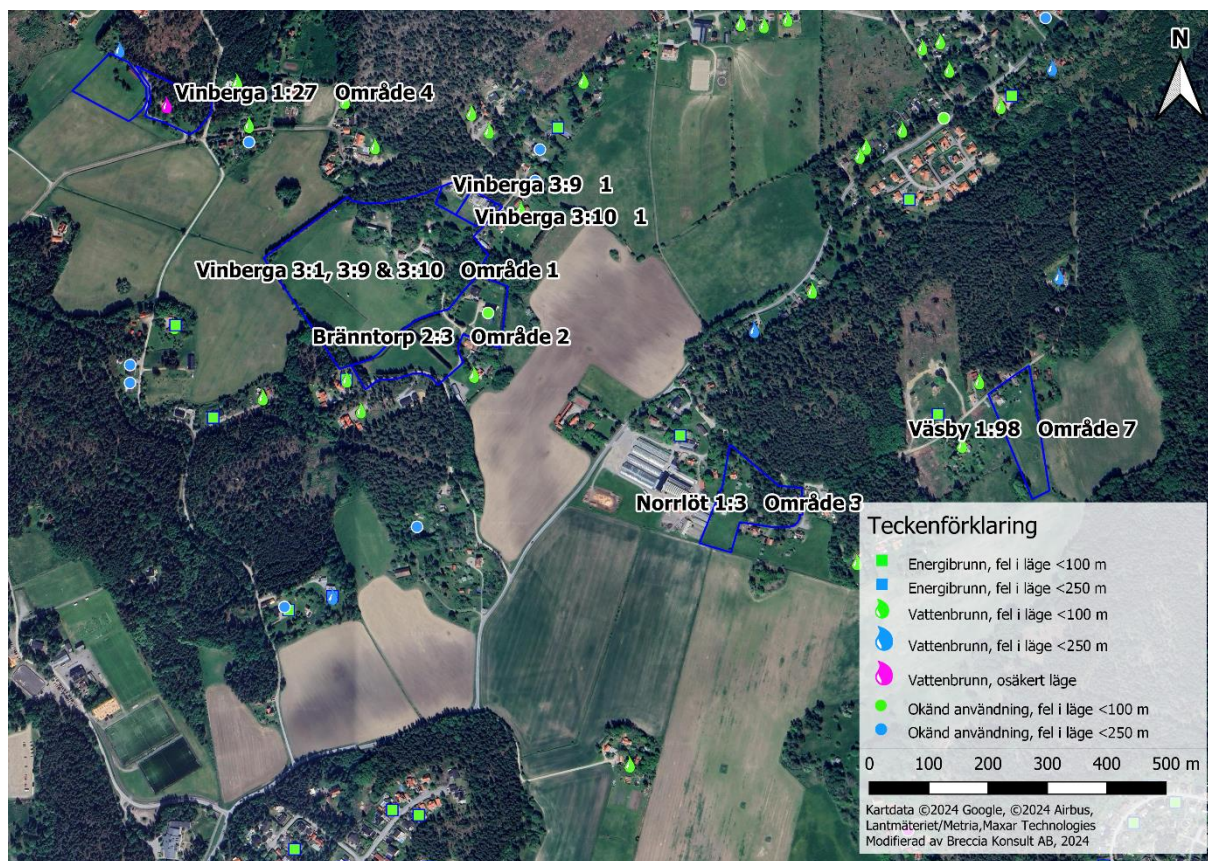 N
Vinberga 1:27 Område 4
Vinberga 3:9 1
Vinberga 3:10 1
Vinberga 3:1, 3:9 & 3:10 Område 1
Bränntorp 2:3 Område 2
Väsby 1:98 Område 7
Norrlöt 1:3 Område 3
Teckenförklaring
Energibrunn, fel i läge <100 m
Energibrunn, fel i läge <250 m
Vattenbrunn, fel i läge <100 m
Vattenbrunn, fel i läge <250 m
Vattenbrunn, osäkert läge
Okänd användning, fel i läge <100 m
Okänd användning, fel i läge <250 m
0 100 200 300 400 500 m
Kartdata ©2024 Google, ©2024 Airbus,
Lantmäteriet/Metria,Maxar Technologies
Modifierad av Breccia Konsult AB, 2024